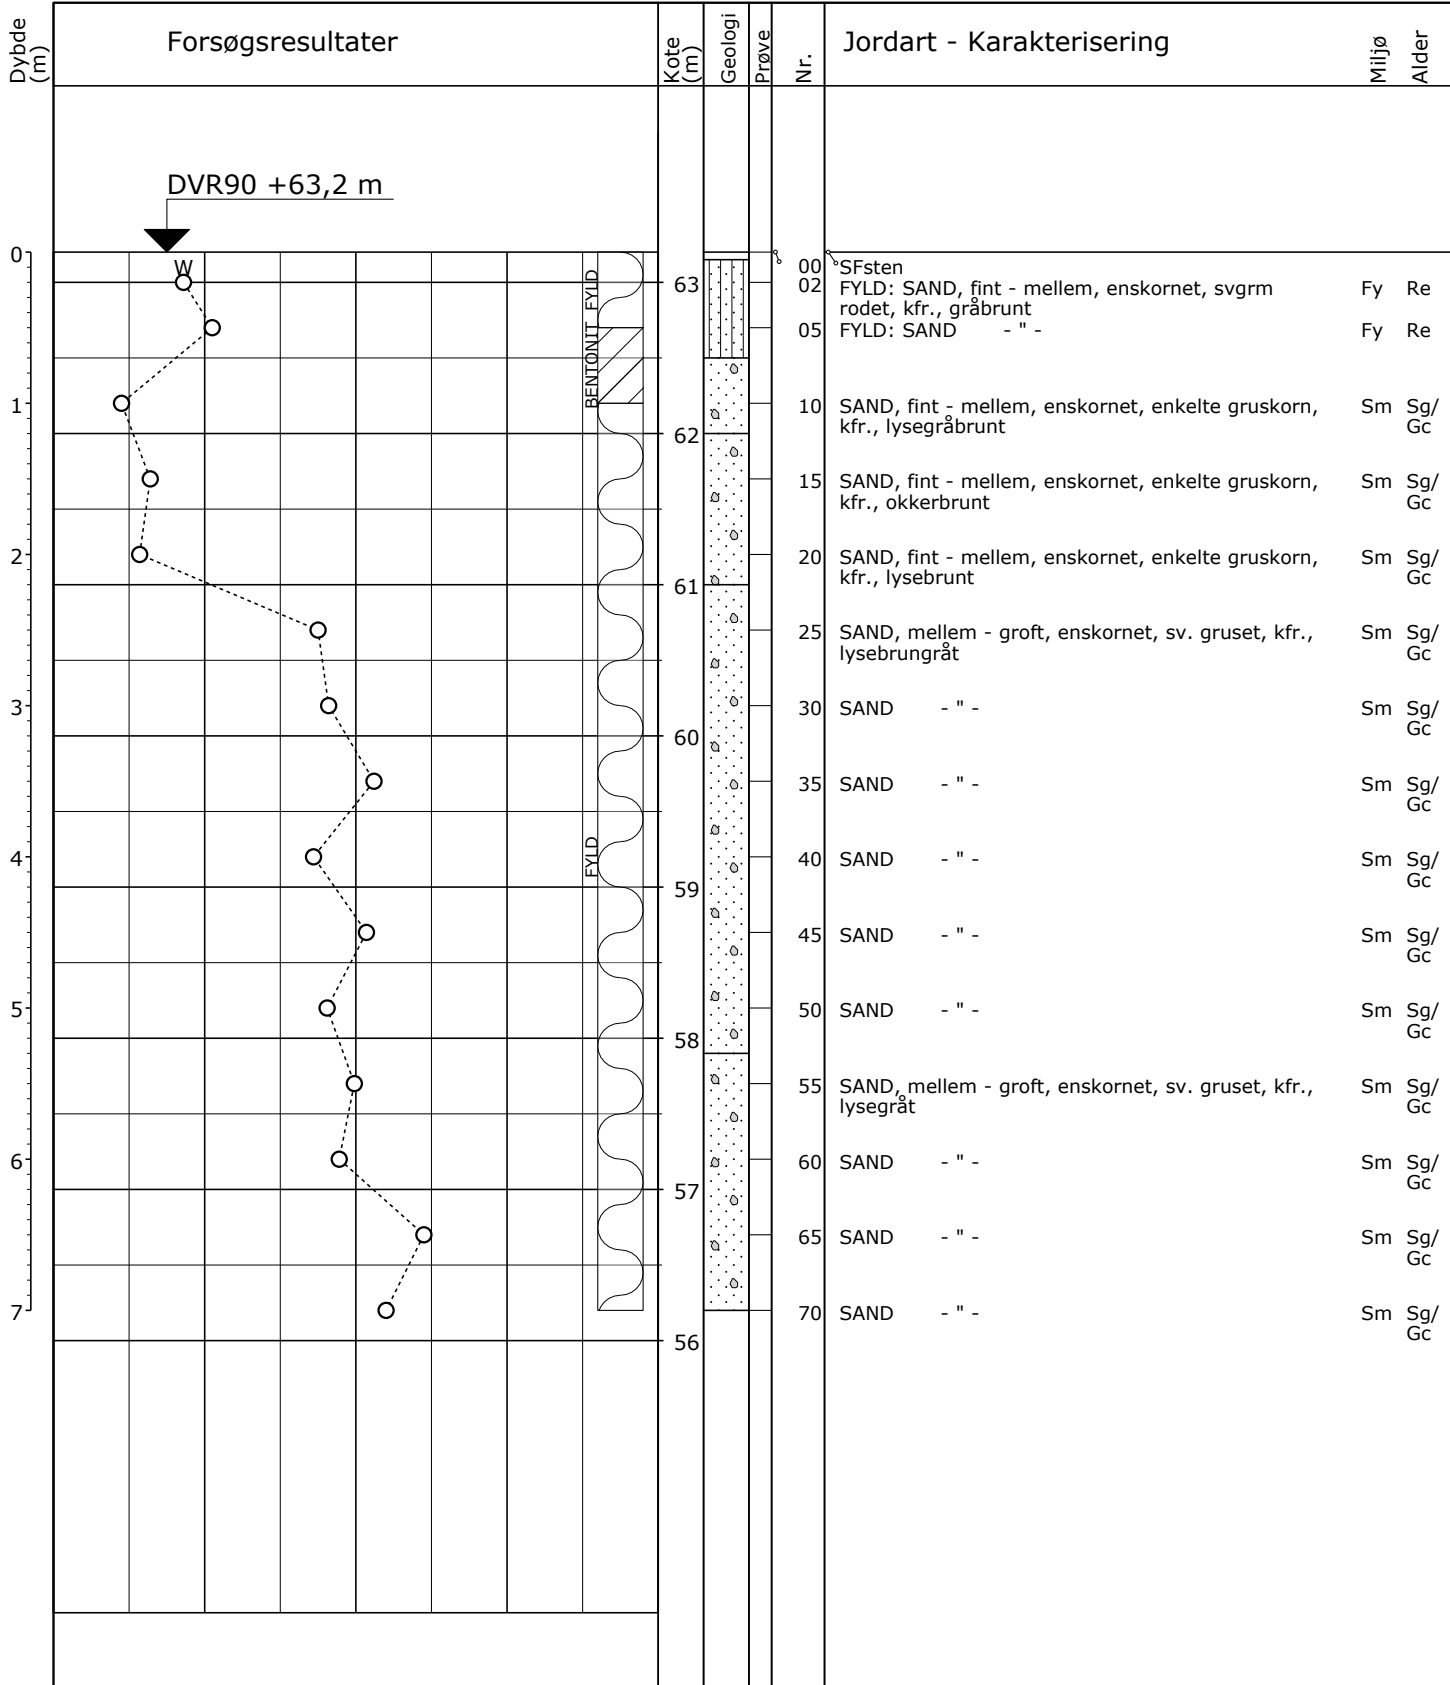 Dybde (m)
Forsøgsresultater
Kote (m)
Geologi
Prøve
Nr.
Jordart - Karakterisering
Miljø
Alder
DVR90 +63,2 m
0
W
BENTONIT FYLD
63
00 SFsten
02 FYLD: SAND, fint - mellem, enskornet, svgrm Fy Re
rodet, kfr., gråbrunt
05 FYLD: SAND - " - Fy Re
1
10 SAND, fint - mellem, enskornet, enkelte gruskorn, Sm Sg/
kfr., lysegråbrunt Gc
62
15 SAND, fint - mellem, enskornet, enkelte gruskorn, Sm Sg/
kfr., okkerbrunt Gc
2
20 SAND, fint - mellem, enskornet, enkelte gruskorn, Sm Sg/
kfr., lysebrunt Gc
61
25 SAND, mellem - groft, enskornet, sv. gruset, kfr., Sm Sg/
lysebrungråt Gc
3
30 SAND - " - Sm Sg/
Gc
60
35 SAND - " - Sm Sg/
Gc
4
FYLD
40 SAND - " - Sm Sg/
Gc
59
45 SAND - " - Sm Sg/
Gc
5
50 SAND - " - Sm Sg/
Gc
58
55 SAND, mellem - groft, enskornet, sv. gruset, kfr., Sm Sg/
lysegråt Gc
6
60 SAND - " - Sm Sg/
Gc
57
65 SAND - " - Sm Sg/
Gc
7
70 SAND - " - Sm Sg/
Gc
56